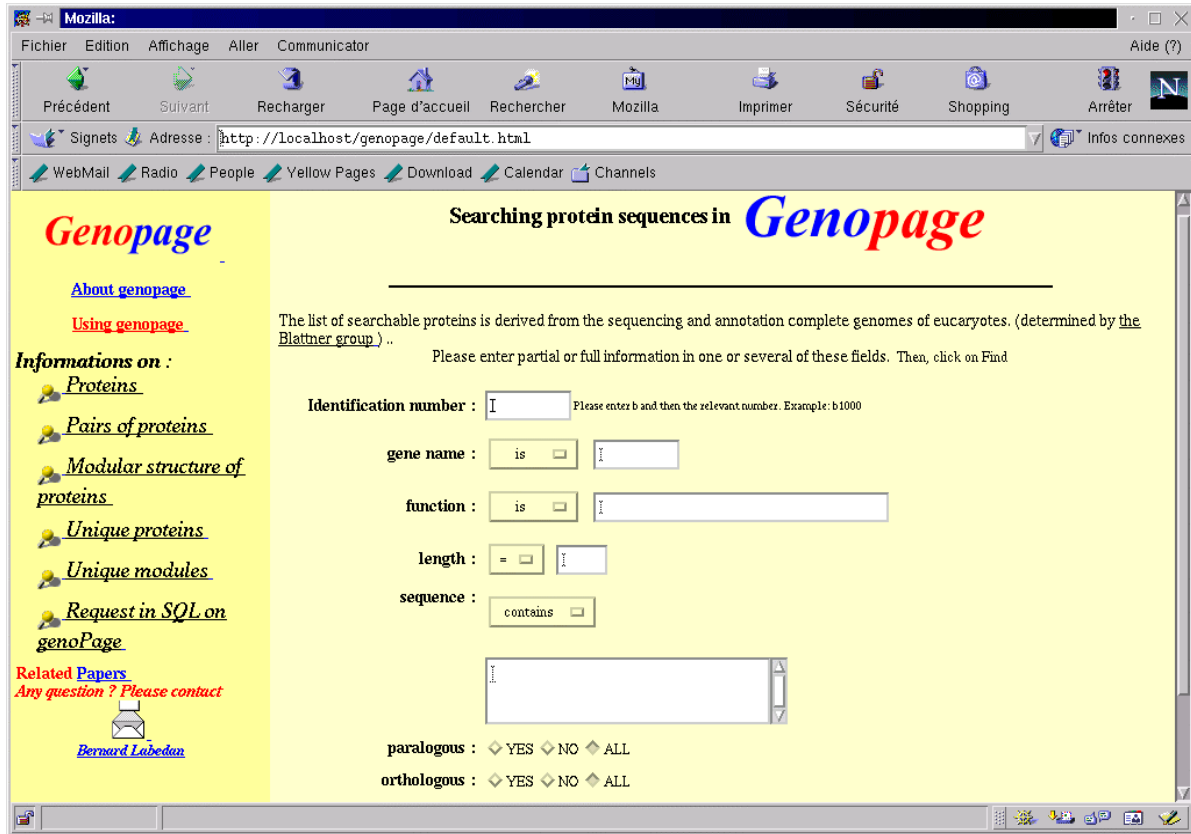 Mozilla:
Fichier Edition Affichage Aller Communicator Aide (?)
Précédent Suivant Recharger Page d'accueil Rechercher Mozilla Imprimer Sécurité Shopping Arrêter
My
N
Signets Adresse : http://localhost/genopage/default.html Infos connexes
WebMail Radio People Yellow Pages Download Calendar Channels
Genopage
About genopage
Using genopage
Informations on :
Proteins
Pairs of proteins
Modular structure of
proteins
Unique proteins
Unique modules
Request in SQL on
genoPage
Related Papers
Any question ? Please contact
Bernard Labedan
Searching protein sequences in Genopage
The list of searchable proteins is derived from the sequencing and annotation complete genomes of eucaryotes. (determined by the
Blattner group ) ..
Please enter partial or full information in one or several of these fields. Then, click on Find
Identification number : Please enter b and then the relevant number. Example: b1000
gene name : is
function : is
length : =
sequence : contains
paralogous : YES NO ALL
orthologous : YES NO ALL